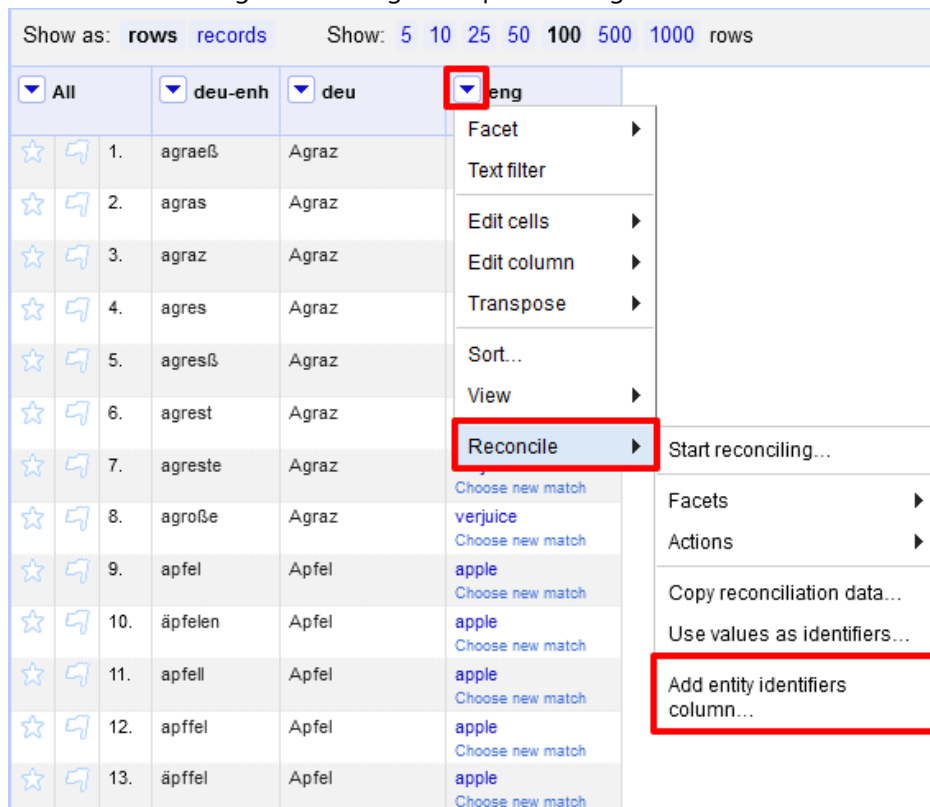 Show as: rows records Show: 5 10 25 50 100 500 1000 rows
All deu-enh deu eng
1. agraeß Agraz
2. agras Agraz
3. agraz Agraz
4. agres Agraz
5. agresß Agraz
6. agrest Agraz
7. agreste Agraz
Choose new match
8. agroße Agraz verjuice
Choose new match
9. apfel Apfel apple
Choose new match
10. äpfelen Apfel apple
Choose new match
11. apfell Apfel apple
Choose new match
12. apffel Apfel apple
Choose new match
13. äpffel Apfel apple
Choose new match
Facet
Text filter
Edit cells
Edit column
Transpose
Sort...
View
Reconcile
Start reconciling...
Facets
Actions
Copy reconciliation data...
Use values as identifiers...
Add entity identifiers
column...